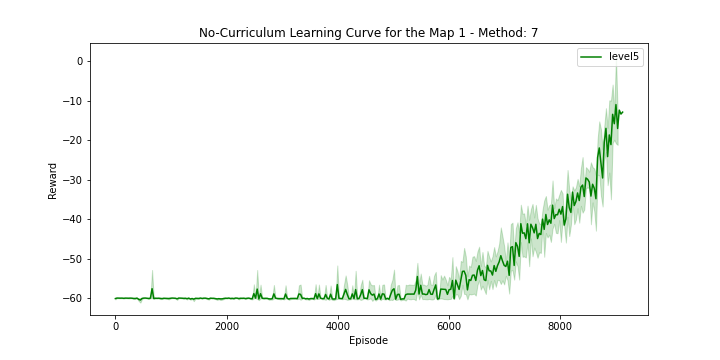 No-Curriculum Learning Curve for the Map 1 - Method: 7
level5
0
−10
−20
−30
−40
−50
−60
Reward
0 2000 4000 6000 8000
Episode